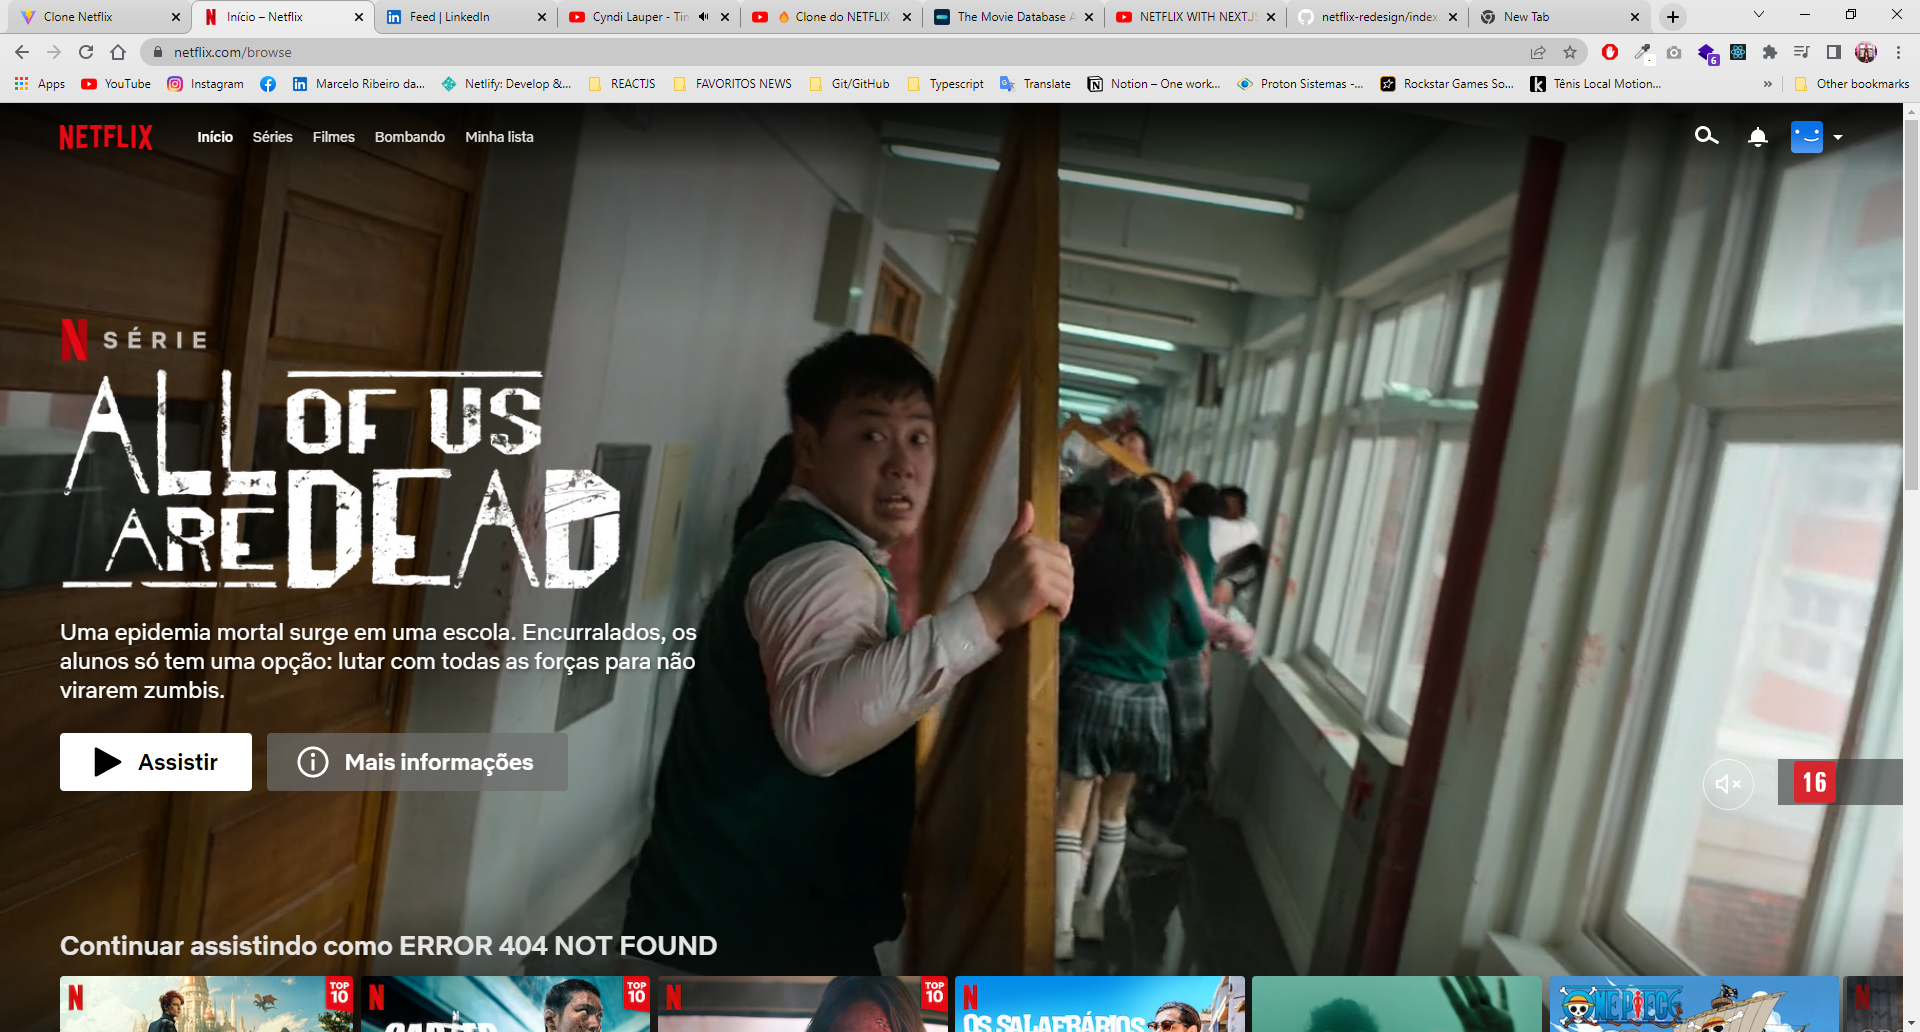 Clone Netflix
Início – Netflix
Feed | LinkedIn
Cyndi Lauper - Tin
Clone do NETFLIX
The Movie Database A
NETFLIX WITH NEXT.JS
netflix-redesign/index
New Tab
netflix.com/browse
6
Apps
YouTube
Instagram
Marcelo Ribeiro da...
Netlify: Develop &...
REACTJS
FAVORITOS NEWS
Git/GitHub
Typescript
Translate
Notion – One work...
Proton Sistemas -...
Rockstar Games So...
Tênis Local Motion...
Other bookmarks
NETFLIX
Início
Séries
Filmes
Bombando
Minha lista
N SÉRIE
ALL OF US
ARE DEAD
Uma epidemia mortal surge em uma escola. Encurralados, os
alunos só tem uma opção: lutar com todas as forças para não
virarem zumbis.
Assistir
Mais informações
16
Continuar assistindo como ERROR 404 NOT FOUND
N
TOP
10
N
TOP
10
CARTER
N
TOP
10
N
OS SALAFRÁRIOS
ONE PIECE
N